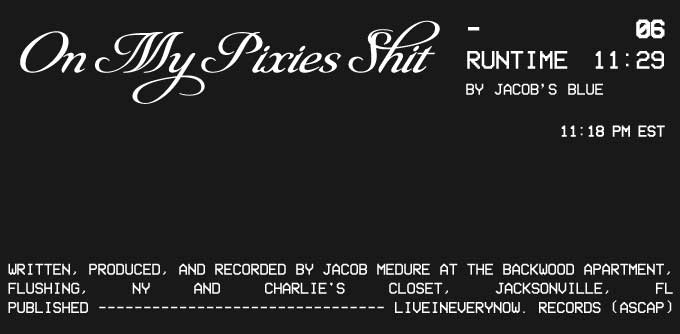 On My Pixies Shit
- 06
RUNTIME 11:29
BY JACOB'S BLUE
11:18 PM EST
WRITTEN, PRODUCED, AND RECORDED BY JACOB MEDURE AT THE BACKWOOD APARTMENT,
FLUSHING, NY AND CHARLIE'S CLOSET, JACKSONVILLE, FL
PUBLISHED ------------------------------- LIVEINEVERYNOW. RECORDS (ASCAP)